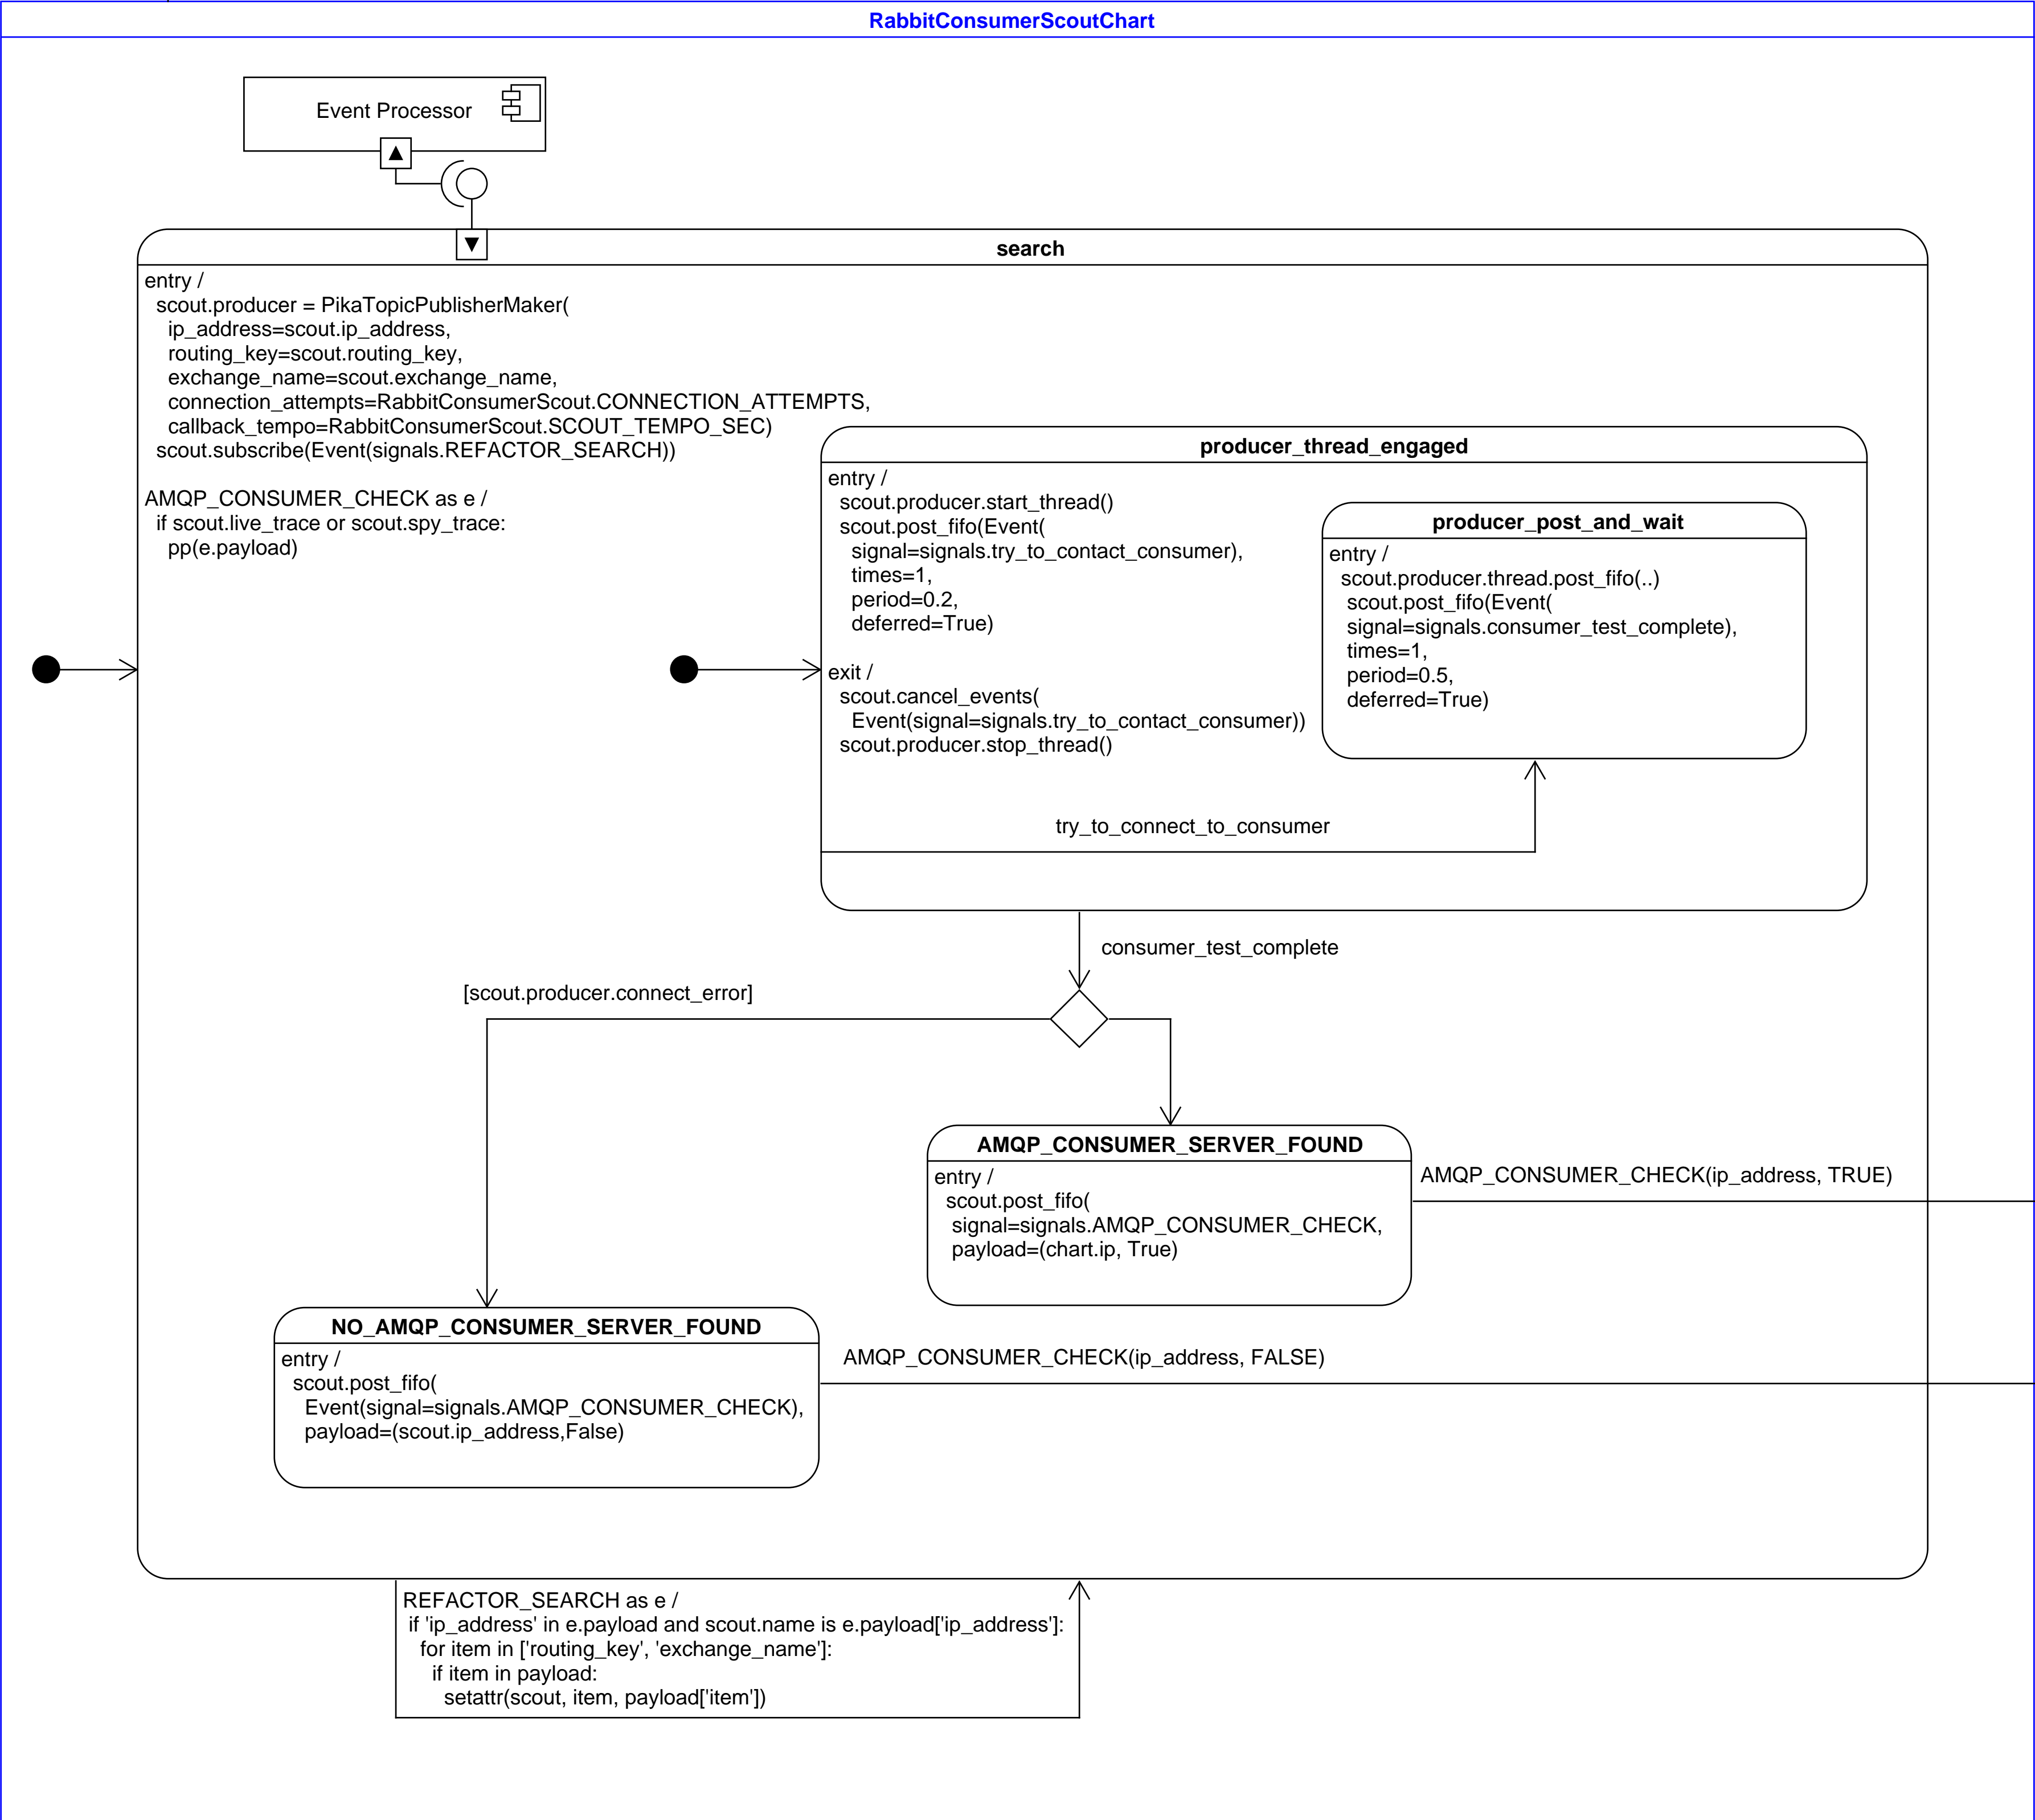 RabbitConsumerScoutChart
Event Processor
search
entry /
scout.producer = PikaTopicPublisherMaker(
ip_address=scout.ip_address,
routing_key=scout.routing_key,
exchange_name=scout.exchange_name,
connection_attempts=RabbitConsumerScout.CONNECTION_ATTEMPTS,
callback_tempo=RabbitConsumerScout.SCOUT_TEMPO_SEC)
scout.subscribe(Event(signals.REFACTOR_SEARCH))
AMQP_CONSUMER_CHECK as e /
if scout.live_trace or scout.spy_trace:
pp(e.payload)
producer_thread_engaged
entry /
scout.producer.start_thread()
scout.post_fifo(Event(
signal=signals.try_to_contact_consumer),
times=1,
period=0.2,
deferred=True)
exit /
scout.cancel_events(
Event(signal=signals.try_to_contact_consumer))
scout.producer.stop_thread()
producer_post_and_wait
entry /
scout.producer.thread.post_fifo(..)
scout.post_fifo(Event(
signal=signals.consumer_test_complete),
times=1,
period=0.5,
deferred=True)
try_to_connect_to_consumer
consumer_test_complete
[scout.producer.connect_error]
AMQP_CONSUMER_SERVER_FOUND
entry /
scout.post_fifo(
signal=signals.AMQP_CONSUMER_CHECK,
payload=(chart.ip, True)
AMQP_CONSUMER_CHECK(ip_address, TRUE)
NO_AMQP_CONSUMER_SERVER_FOUND
entry /
scout.post_fifo(
Event(signal=signals.AMQP_CONSUMER_CHECK),
payload=(scout.ip_address,False)
AMQP_CONSUMER_CHECK(ip_address, FALSE)
REFACTOR_SEARCH as e /
if 'ip_address' in e.payload and scout.name is e.payload['ip_address']:
for item in ['routing_key', 'exchange_name']:
if item in payload:
setattr(scout, item, payload['item'])